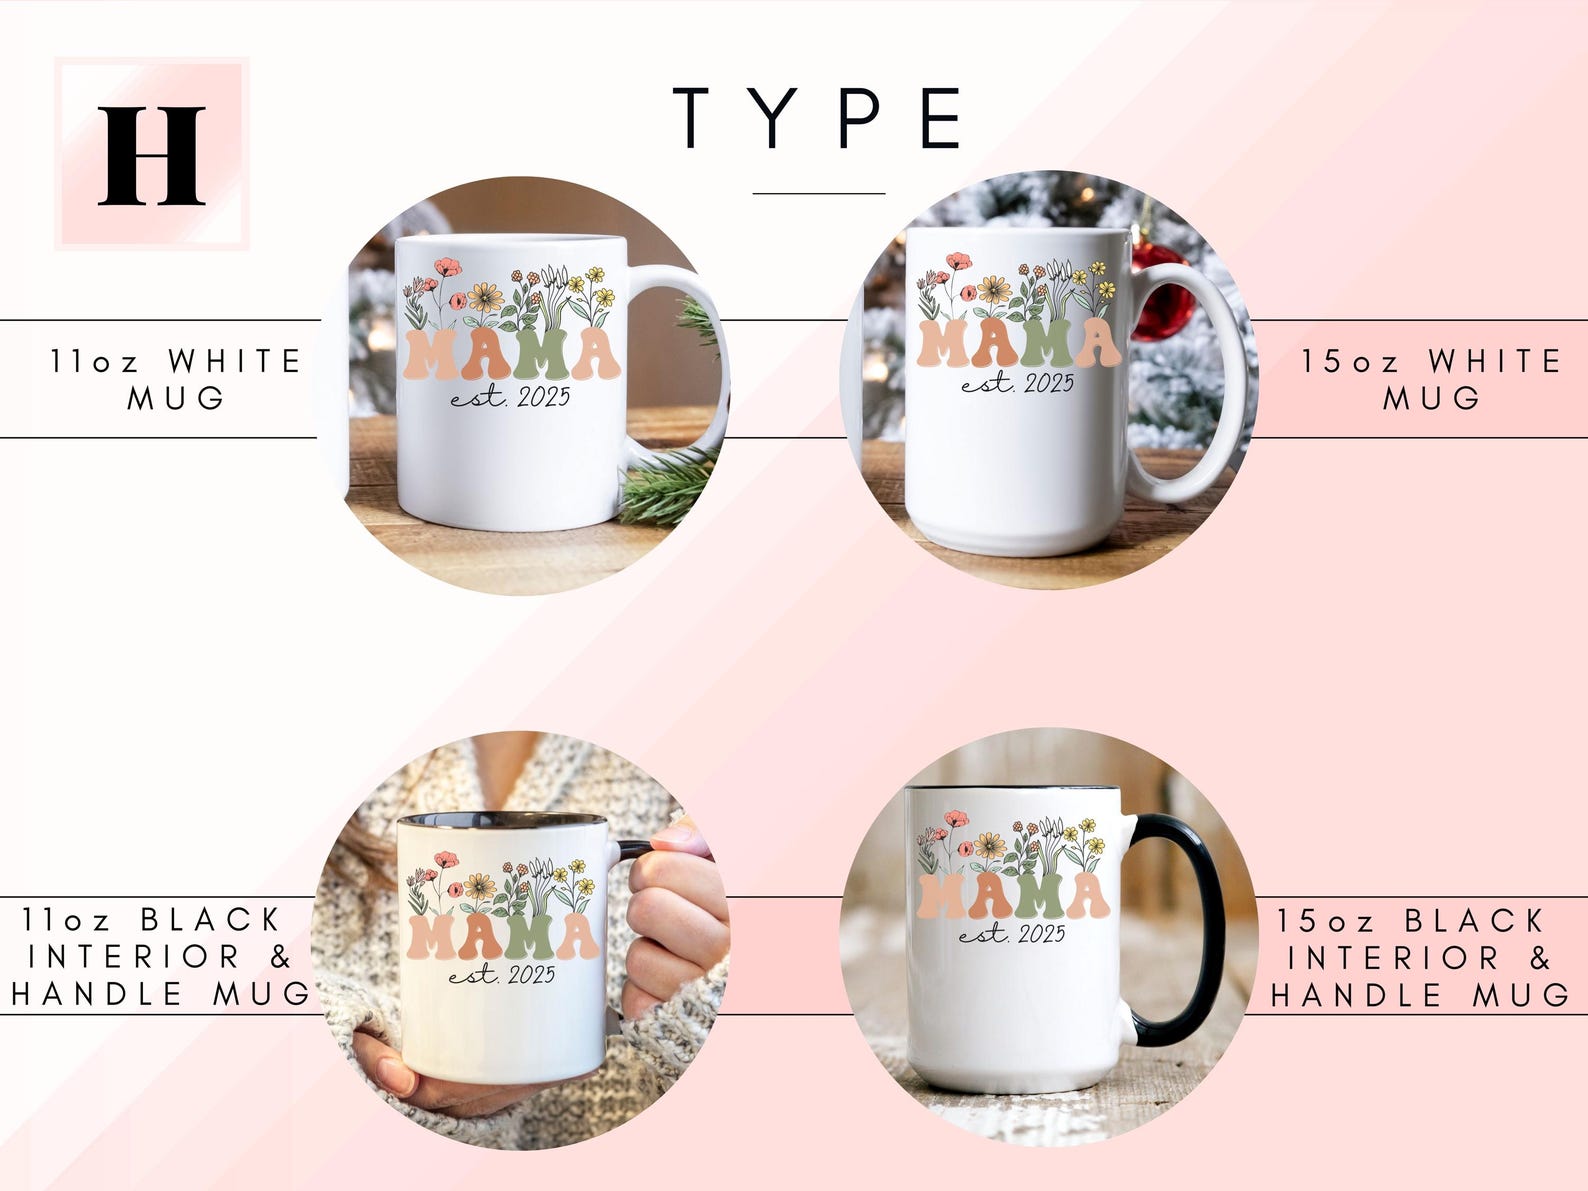 H
TYPE
11oz WHITE
MUG
MAMA
est. 2025
MAMA
est. 2025
15oz WHITE
MUG
11oz BLACK
INTERIOR &
HANDLE MUG
MAMA
est. 2025
MAMA
est. 2025
15oz BLACK
INTERIOR &
HANDLE MUG